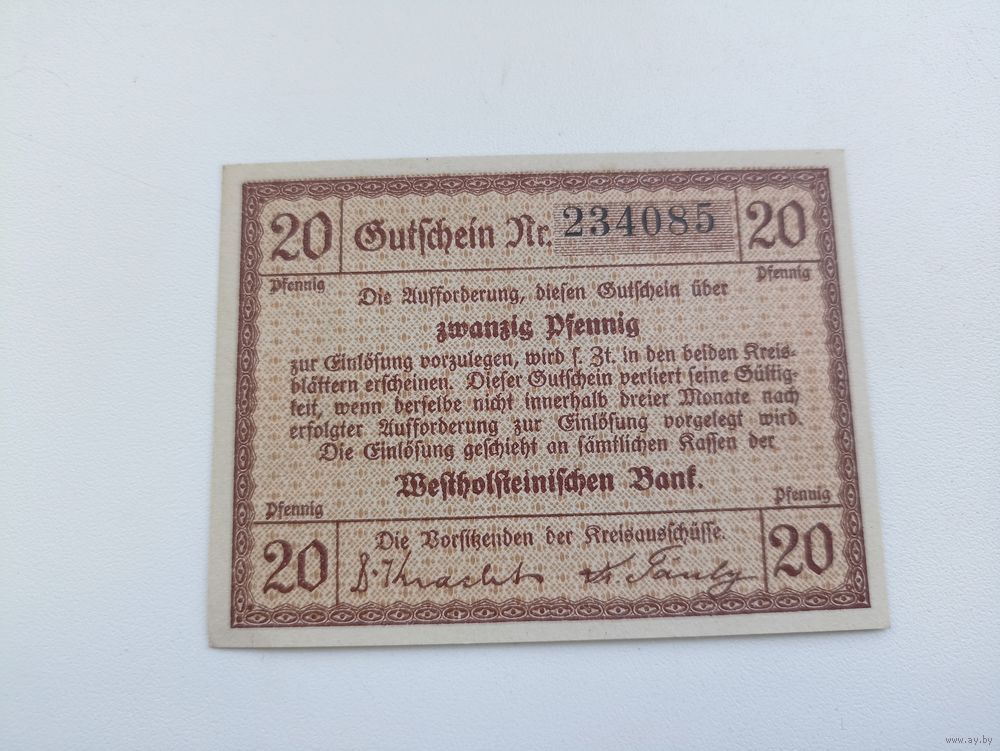 20 Gutschein Nr. 234085 20
Pfennig Pfennig
Die Aufforderung, diesen Gutschein über
zwanzig Pfennig
zur Einlösung vorzulegen, wird s. Zt. in den beiden Kreis-
blättern erscheinen. Dieser Gutschein verliert seine Gültig-
keit, wenn derselbe nicht innerhalb dreier Monate nach
erfolgter Aufforderung zur Einlösung vorgelegt wird.
Die Einlösung geschieht an sämtlichen Kassen der
Westholsteinischen Bank.
Pfennig Pfennig
20 Die Vorsitzenden der Kreisausschüsse. 20
www.ay.by